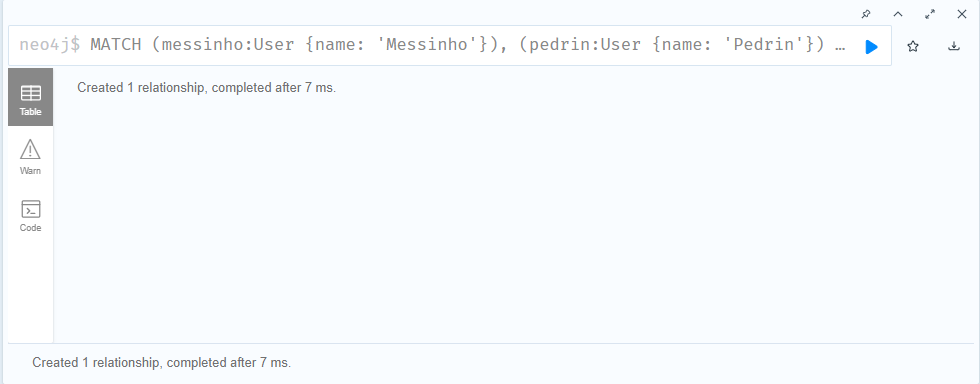 neo4j$ MATCH (messinho:User {name: 'Messinho'}), (pedrin:User {name: 'Pedrin'}) …
Table
Created 1 relationship, completed after 7 ms.
Warn
Code
Created 1 relationship, completed after 7 ms.